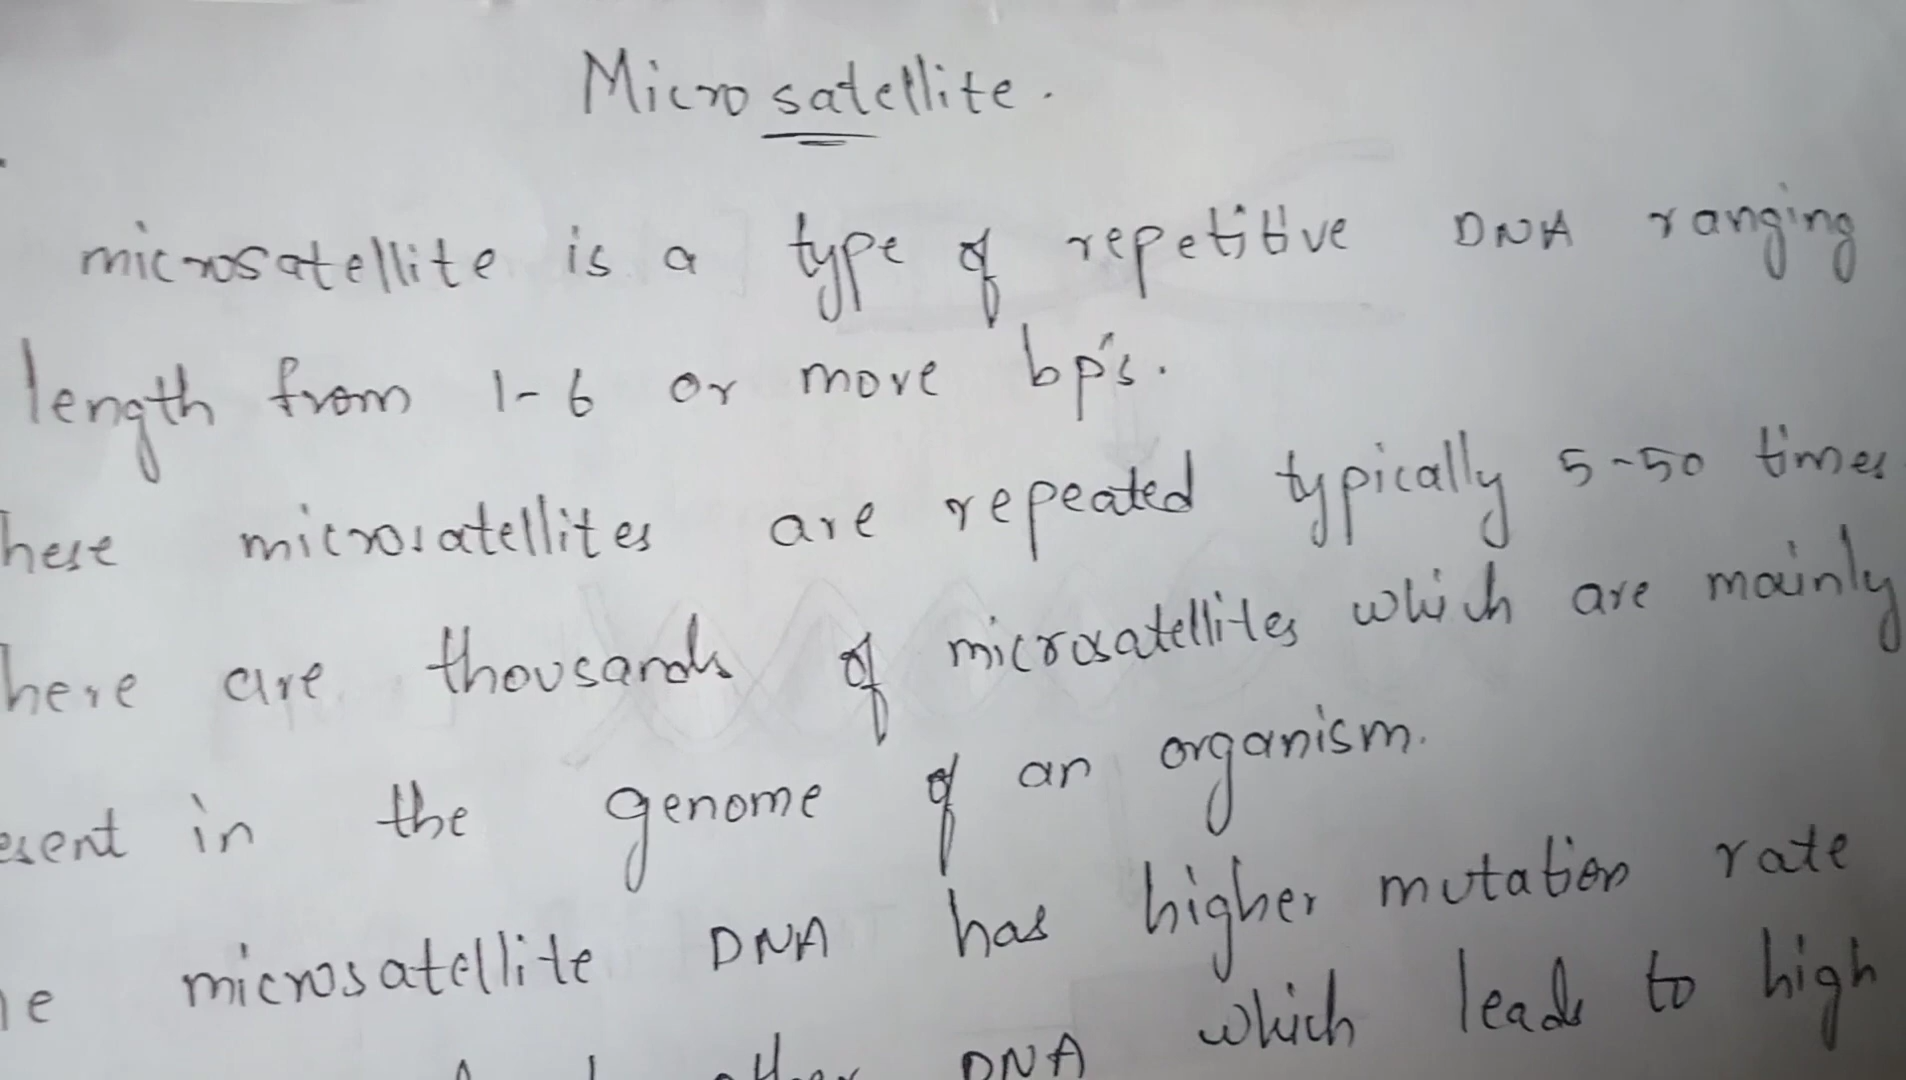 Microsatellite.
microsatellite is a type of repetitive DNA ranging
length from 1-6 or more bp's.
hese microsatellites are repeated typically 5-50 times
here are thousands of microsatellites which are mainly
esent in the genome of an organism.
e microsatellite DNA has higher mutation rate
other DNA which leads to high